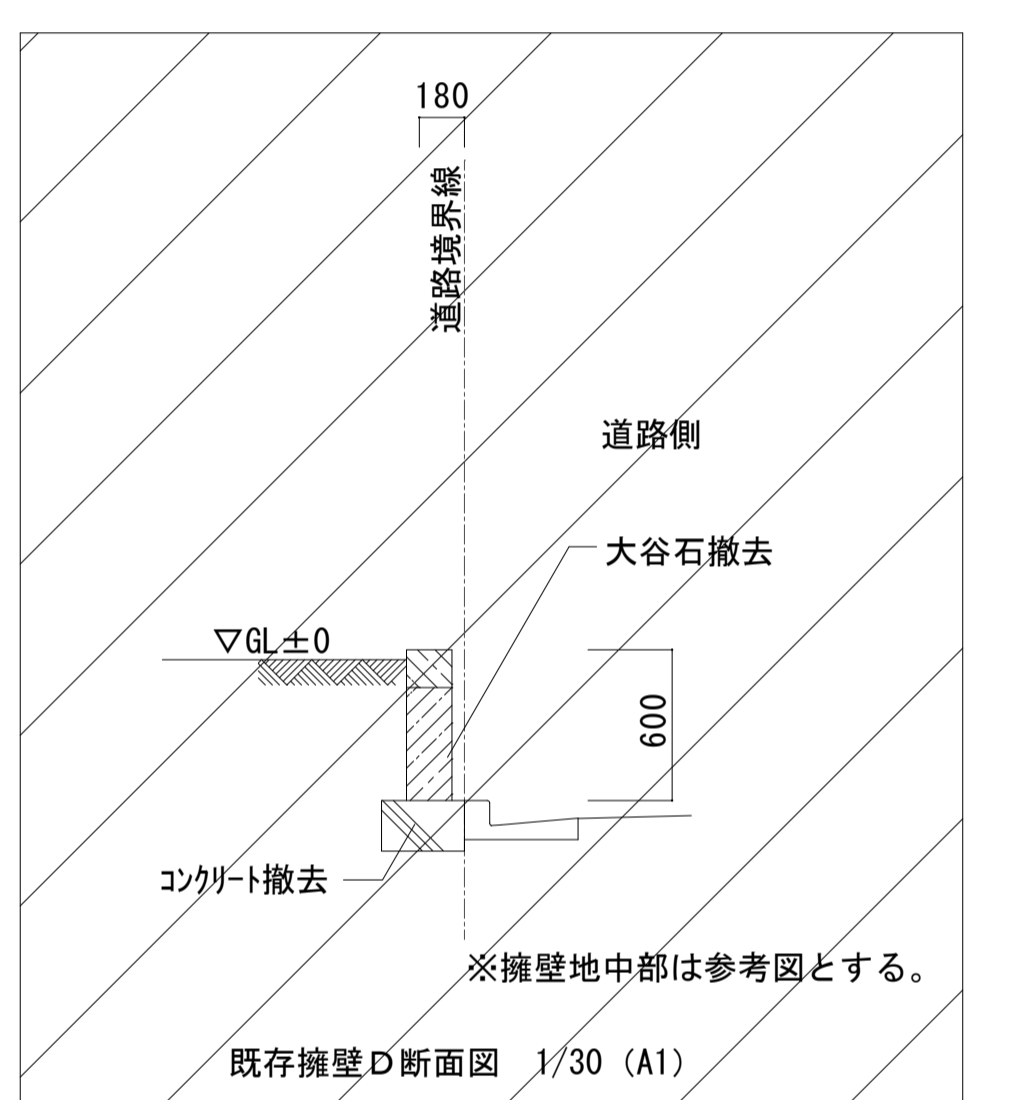 180
道路境界線
道路側
大谷石撤去
▽GL±0
600
コンクリート撤去
※擁壁地中部は参考図とする。
既存擁壁D断面図 1/30 (A1)